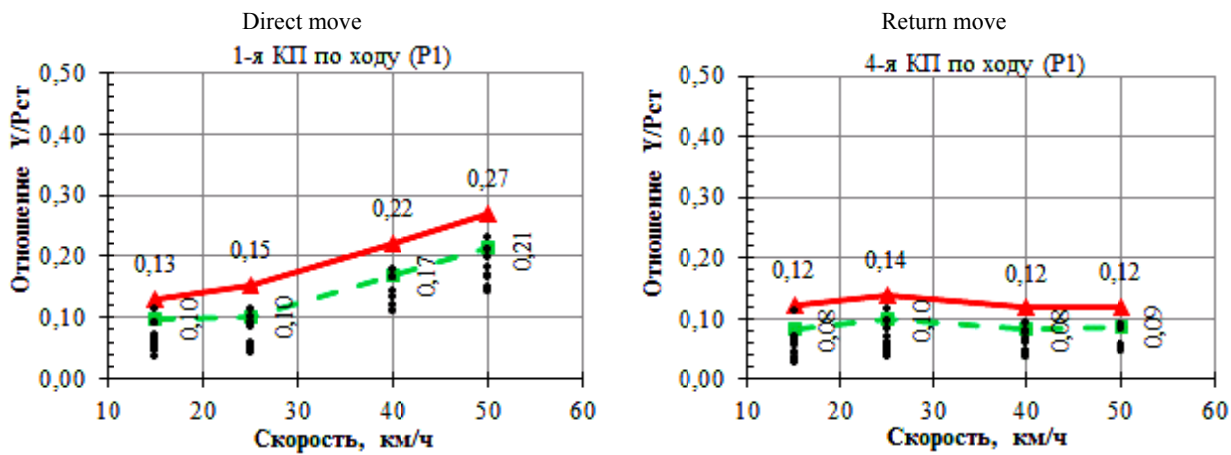 Direct move
1-я КП по ходу (P1)
Отношение Y/Pст
0,50
0,40
0,30
0,20
0,10
0,00
0,13
0,15
0,22
0,27
0,10
0,10
0,17
0,21
10 20 30 40 50 60
Скорость, км/ч
Return move
4-я КП по ходу (P1)
Отношение Y/Pст
0,50
0,40
0,30
0,20
0,10
0,00
0,12
0,14
0,12
0,12
0,08
0,10
0,08
0,09
10 20 30 40 50 60
Скорость, км/ч